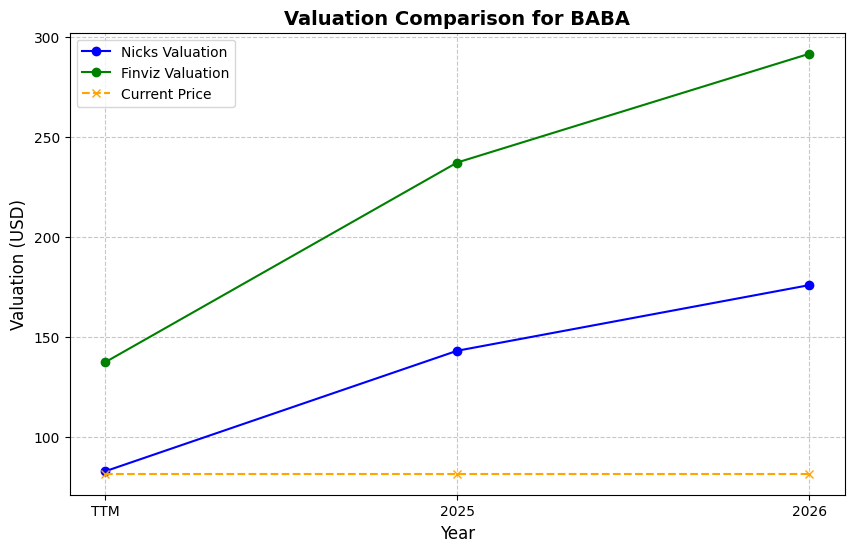 Valuation Comparison for BABA
Nicks Valuation
Finviz Valuation
Current Price
300
250
200
150
100
Valuation (USD)
TTM
2025
2026
Year